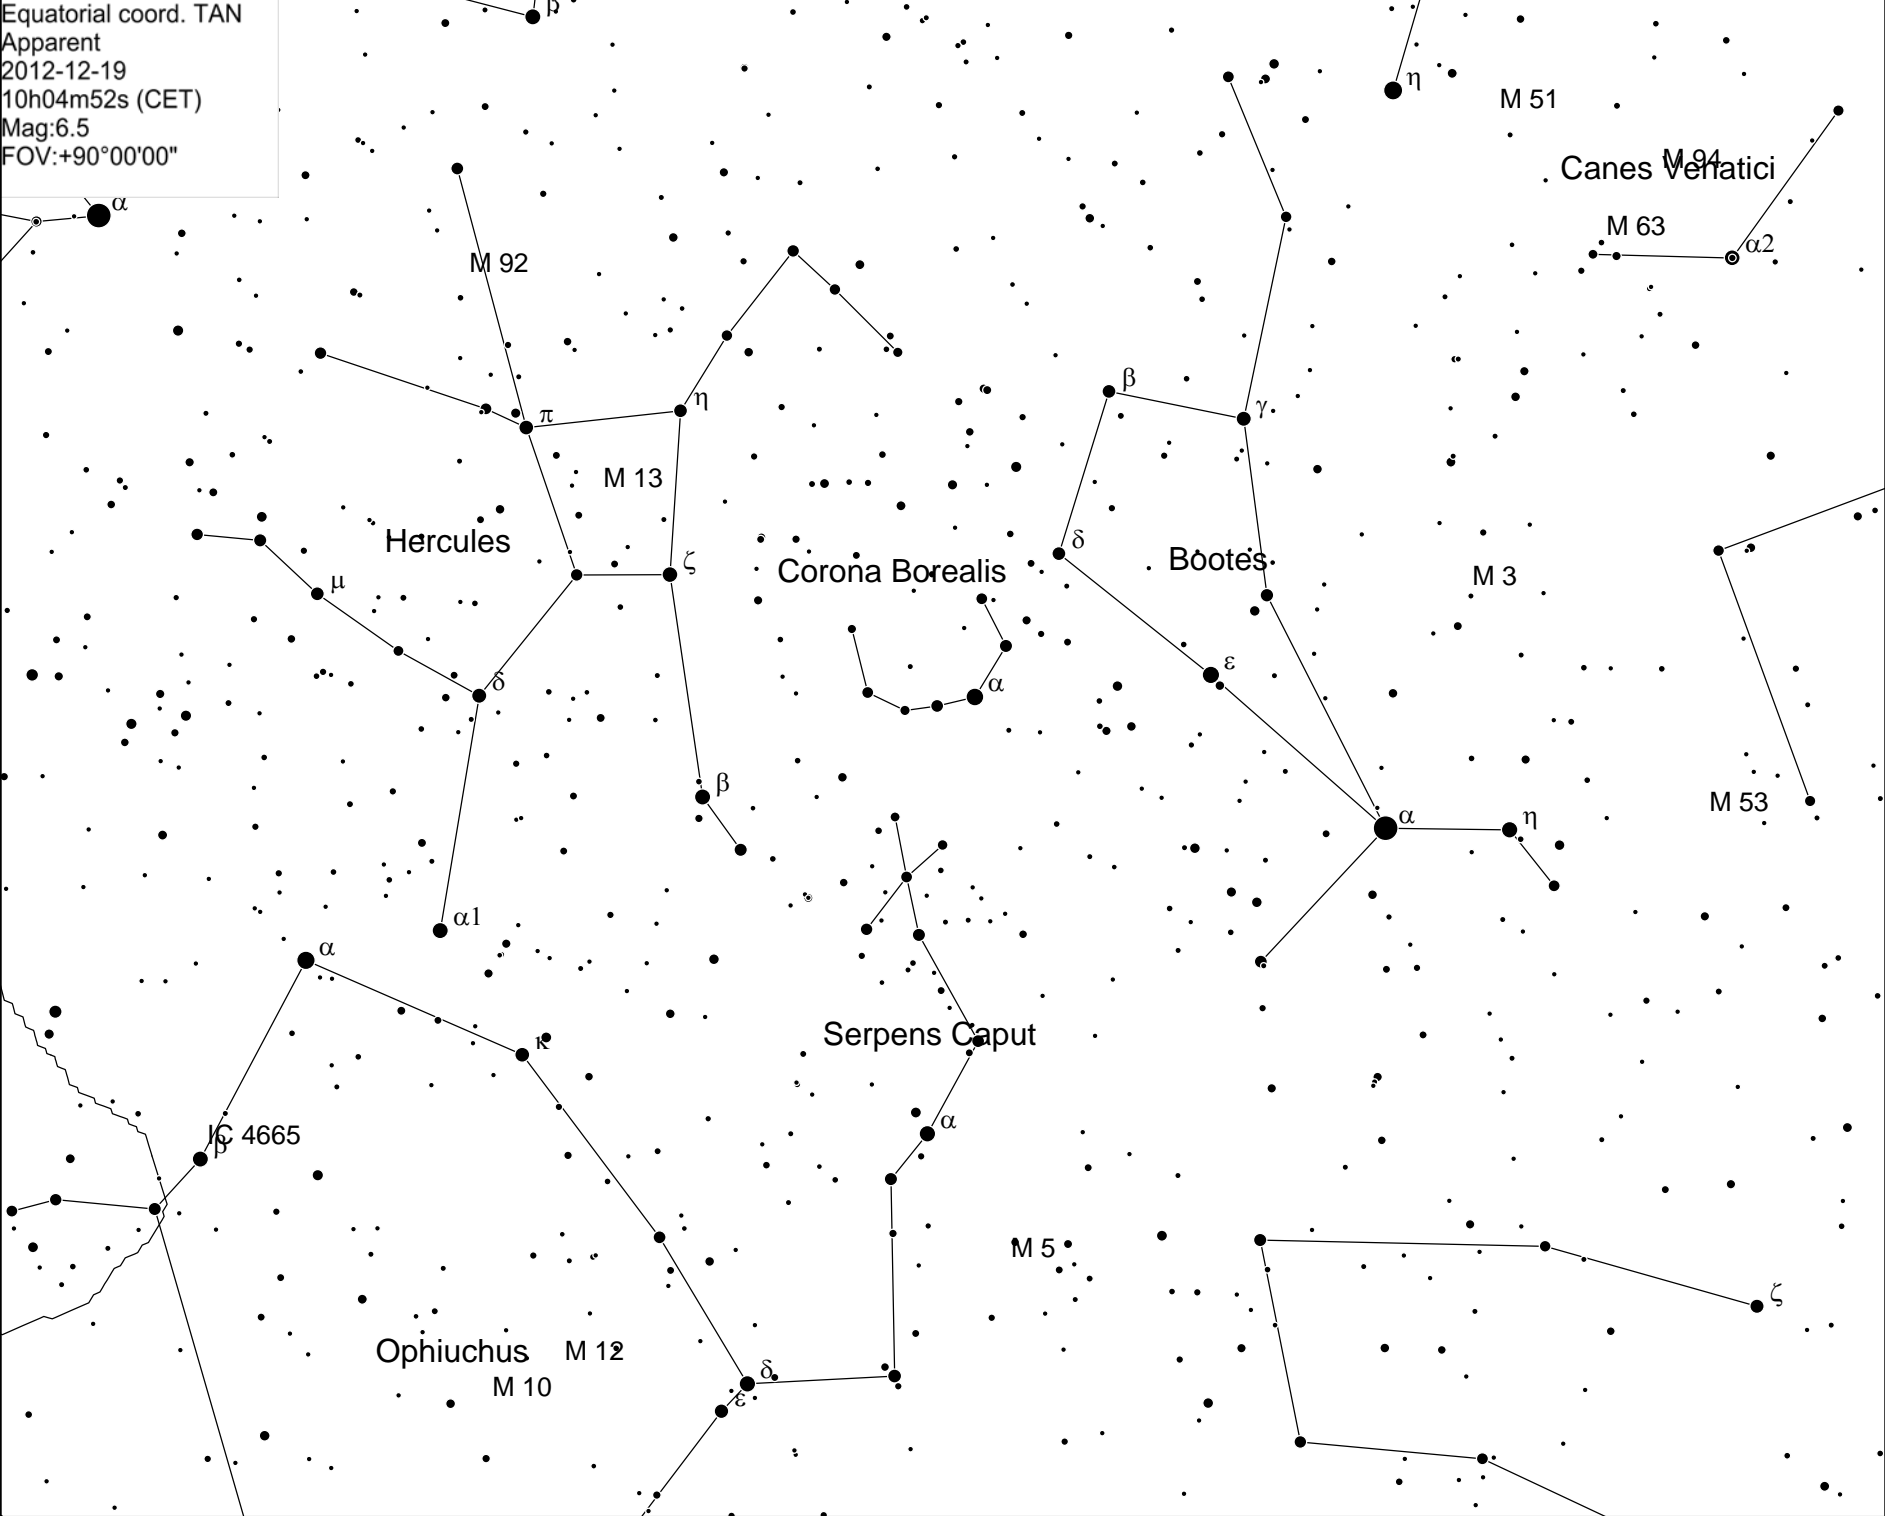 Equatorial coord. TAN
Apparent
2012-12-19
10h04m52s (CET)
Mag:6.5
FOV:+90°00'00"
β
η
M 51
M 94
Canes Venatici
α
M 63
α2
M 92
β
π
η
γ
M 13
Hercules
ζ
Corona Borealis
δ
Bootes
M 3
μ
ε
δ
α
β
M 53
α
η
α1
α
Serpens Caput
κ
α
IC 4665
β
M 5
ζ
Ophiuchus
M 12
δ
M 10
ε